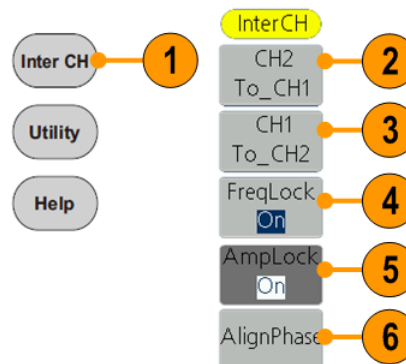 Inter CH
1
Utility
Help
InterCH
CH2
To_CH1
2
CH1
To_CH2
3
FreqLock
On
4
AmpLock
On
5
AlignPhase
6